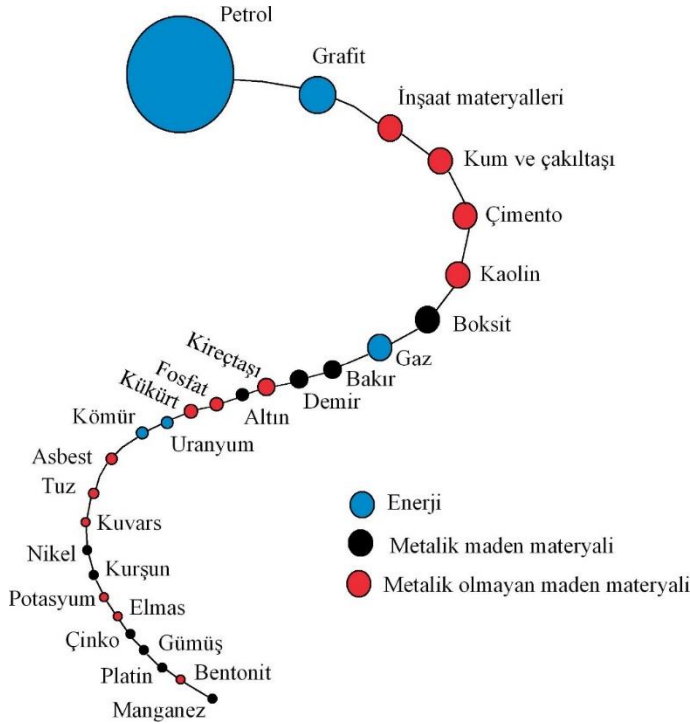 Petrol
Grafit
İnşaat materyalleri
Kum ve çakıltaşı
Çimento
Kaolin
Boksit
Gaz
Bakır
Demir
Kireçtaşı
Altın
Fosfat
Kükürt
Uranyum
Kömür
Asbest
Tuz
Kuvars
Nikel
Kurşun
Potasyum
Elmas
Çinko
Gümüş
Platin
Bentonit
Manganez
Enerji
Metalik maden materyali
Metalik olmayan maden materyali